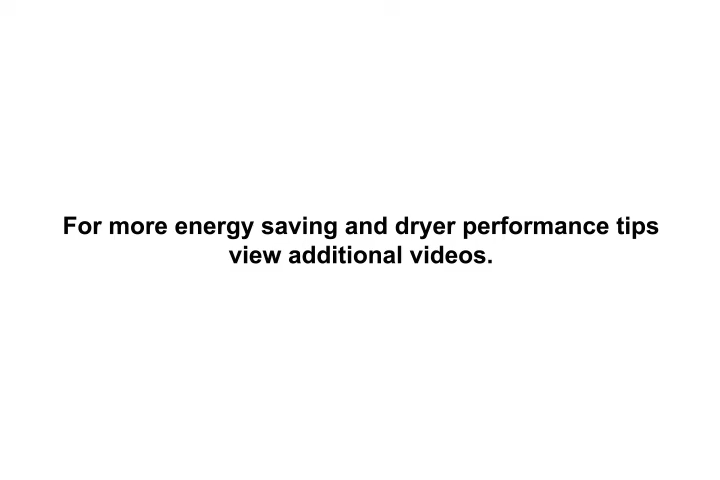 For more energy saving and dryer performance tips
view additional videos.